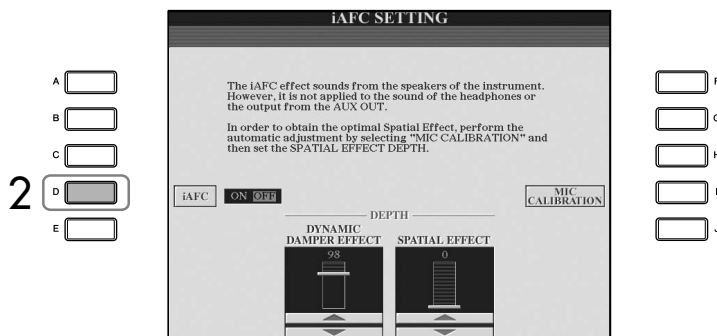 iAFC SETTING
The iAFC effect sounds from the speakers of the instrument.
However, it is not applied to the sound of the headphones or
the output from the AUX OUT.
In order to obtain the optimal Spatial Effect, perform the
automatic adjustment by selecting "MIC CALIBRATION" and
then set the SPATIAL EFFECT DEPTH.
A
B
C
2 D
E
iAFC ON OFF
MIC
CALIBRATION
DEPTH
DYNAMIC
DAMPER EFFECT
98
SPATIAL EFFECT
0
H